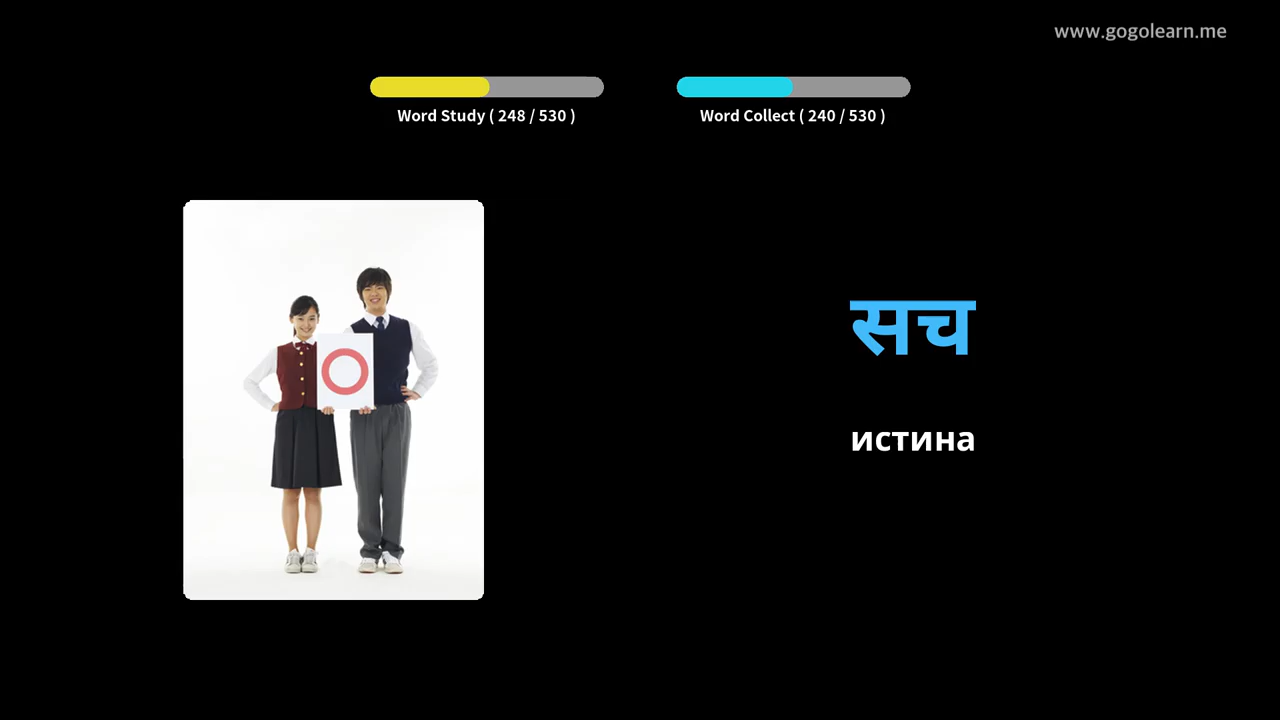 www.gogolearn.me
Word Study ( 248 / 530 )
Word Collect ( 240 / 530 )
सच
истина